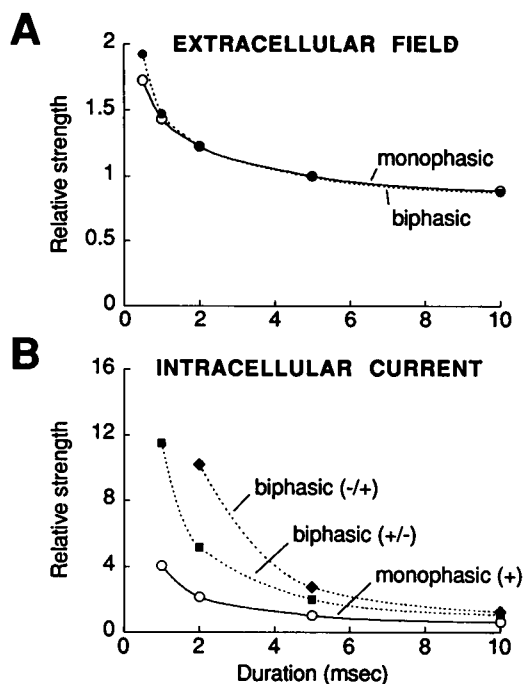 A
EXTRACELLULAR FIELD
2
1.5
1
0.5
0
Relative strength
monophasic
biphasic
0 2 4 6 8 10
B
INTRACELLULAR CURRENT
16
12
8
4
0
Relative strength
biphasic (-/+)
biphasic (+/-)
monophasic (+)
0 2 4 6 8 10
Duration (msec)